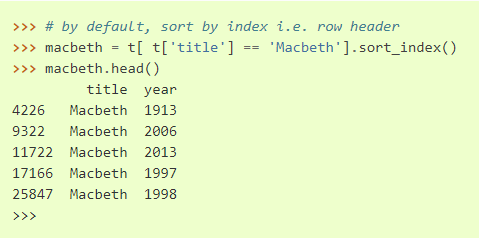 >>> # by default, sort by index i.e. row header
>>> macbeth = t[ t['title'] == 'Macbeth'].sort_index()
>>> macbeth.head()
         title  year
4226   Macbeth  1913
9322   Macbeth  2006
11722  Macbeth  2013
17166  Macbeth  1997
25847  Macbeth  1998
>>>